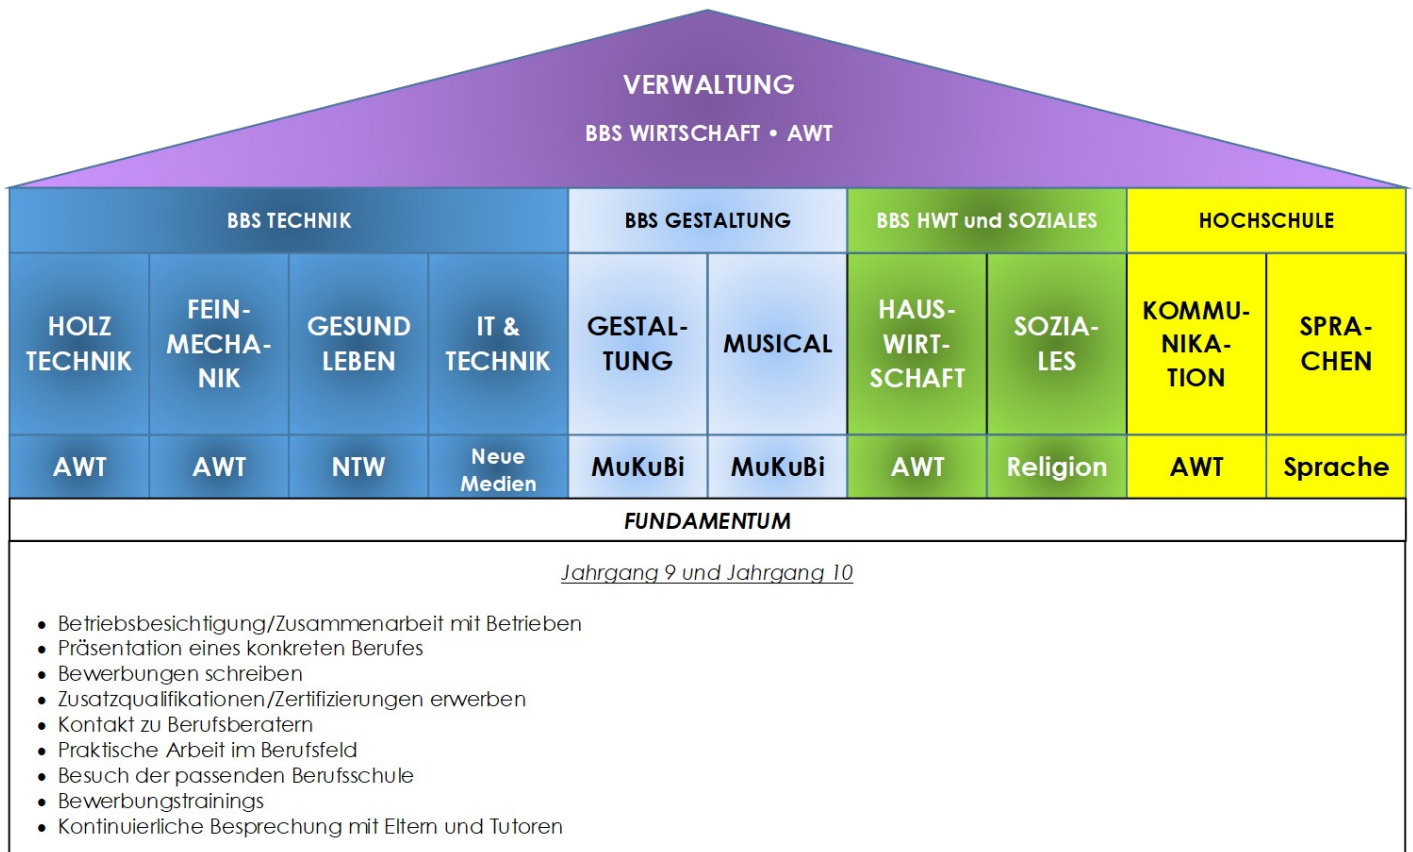 VERWALTUNG
BBS WIRTSCHAFT • AWT
BBS TECHNIK
BBS GESTALTUNG
BBS HWT und SOZIALES
HOCHSCHULE
HOLZ
TECHNIK
FEIN-
MECHA-
NIK
GESUND
LEBEN
IT &
TECHNIK
GESTAL-
TUNG
MUSICAL
HAUS-
WIRT-
SCHAFT
SOZIA-
LES
KOMMU-
NIKA-
TION
SPRA-
CHEN
AWT
AWT
NTW
Neue
Medien
MuKuBi
MuKuBi
AWT
Religion
AWT
Sprache
FUNDAMENTUM
Jahrgang 9 und Jahrgang 10
• Betriebsbesichtigung/Zusammenarbeit mit Betrieben
• Präsentation eines konkreten Berufes
• Bewerbungen schreiben
• Zusatzqualifikationen/Zertifizierungen erwerben
• Kontakt zu Berufsberatern
• Praktische Arbeit im Berufsfeld
• Besuch der passenden Berufsschule
• Bewerbungstrainings
• Kontinuierliche Besprechung mit Eltern und Tutoren